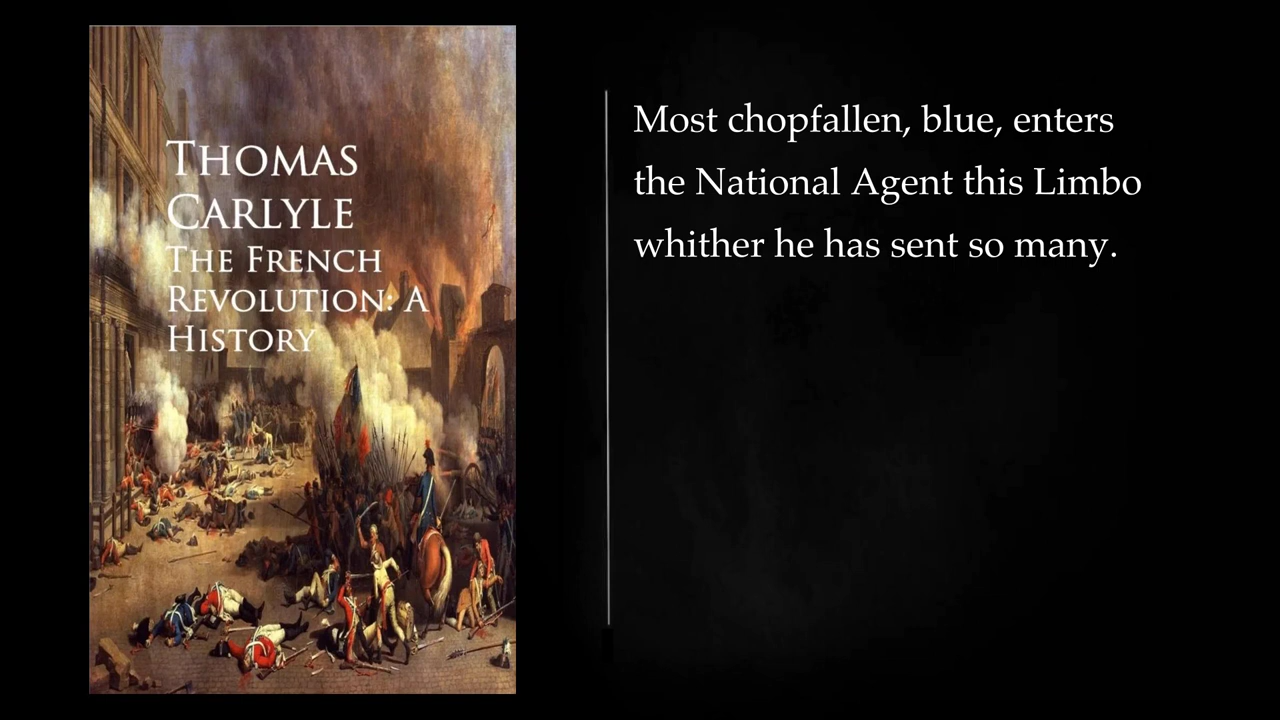 THOMAS
CARLYLE
THE FRENCH
REVOLUTION: A
HISTORY
Most chopfallen, blue, enters
the National Agent this Limbo
whither he has sent so many.